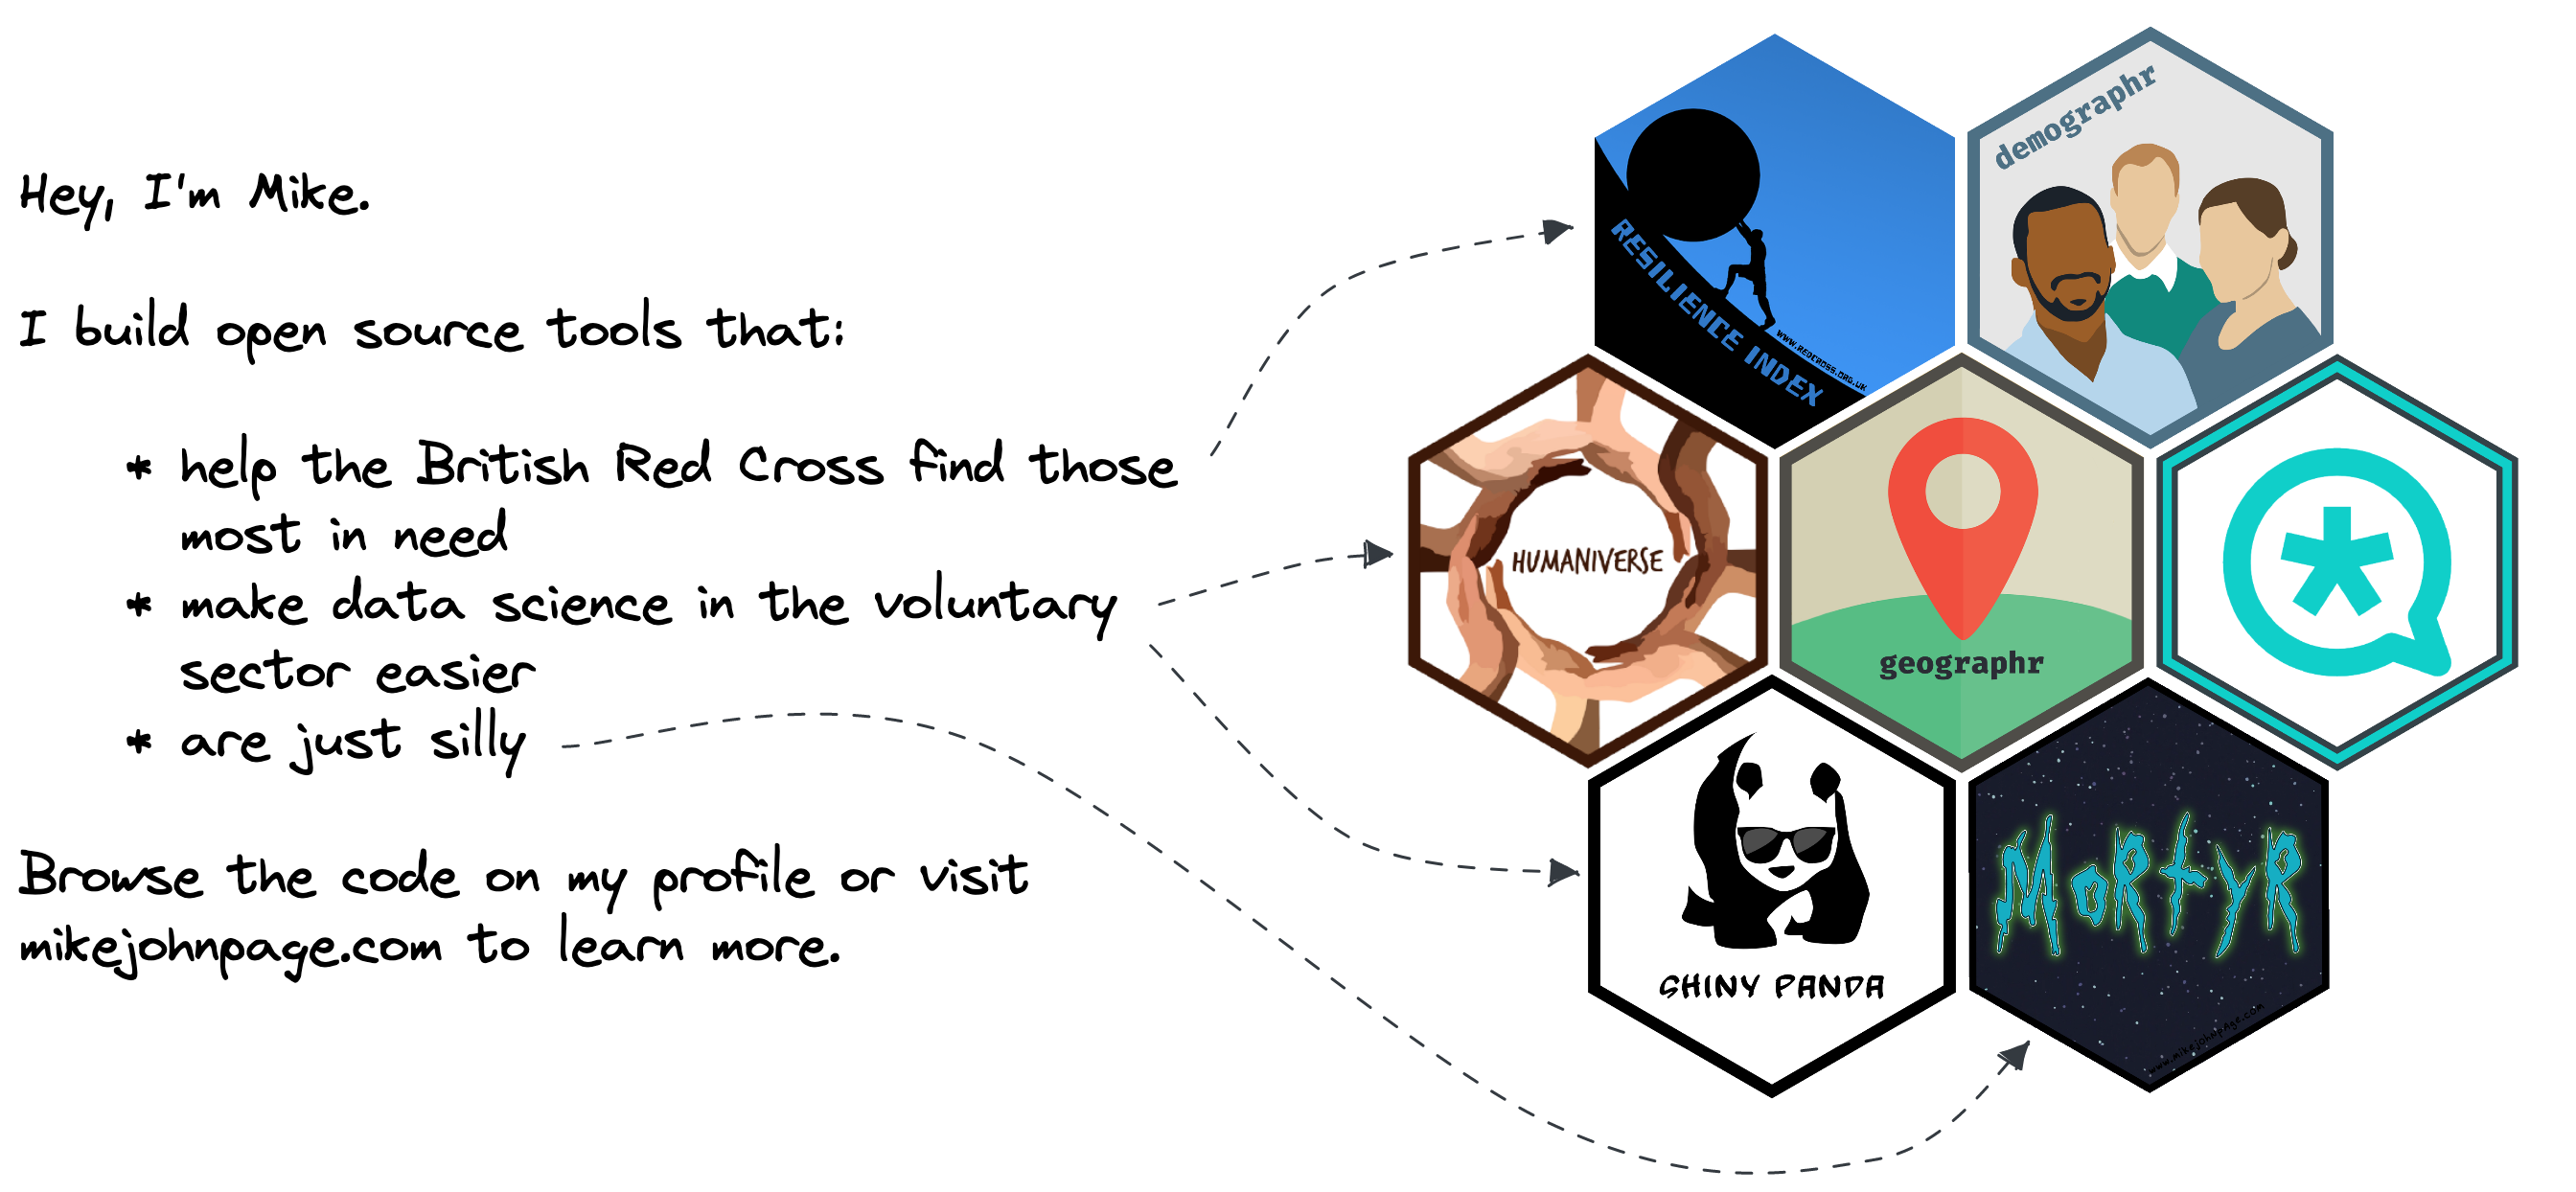 Hey, I'm Mike.
I build open source tools that:
* help the British Red Cross find those
most in need
* make data science in the voluntary
sector easier
* are just silly
Browse the code on my profile or visit
mikejohnpage.com to learn more.
RESILIENCE INDEX
WWW.REDCROSS.ORG.UK
demographr
HUMANIVERSE
geographr
SHINY PANDA
MoRtyR
www.mikejohnpage.com